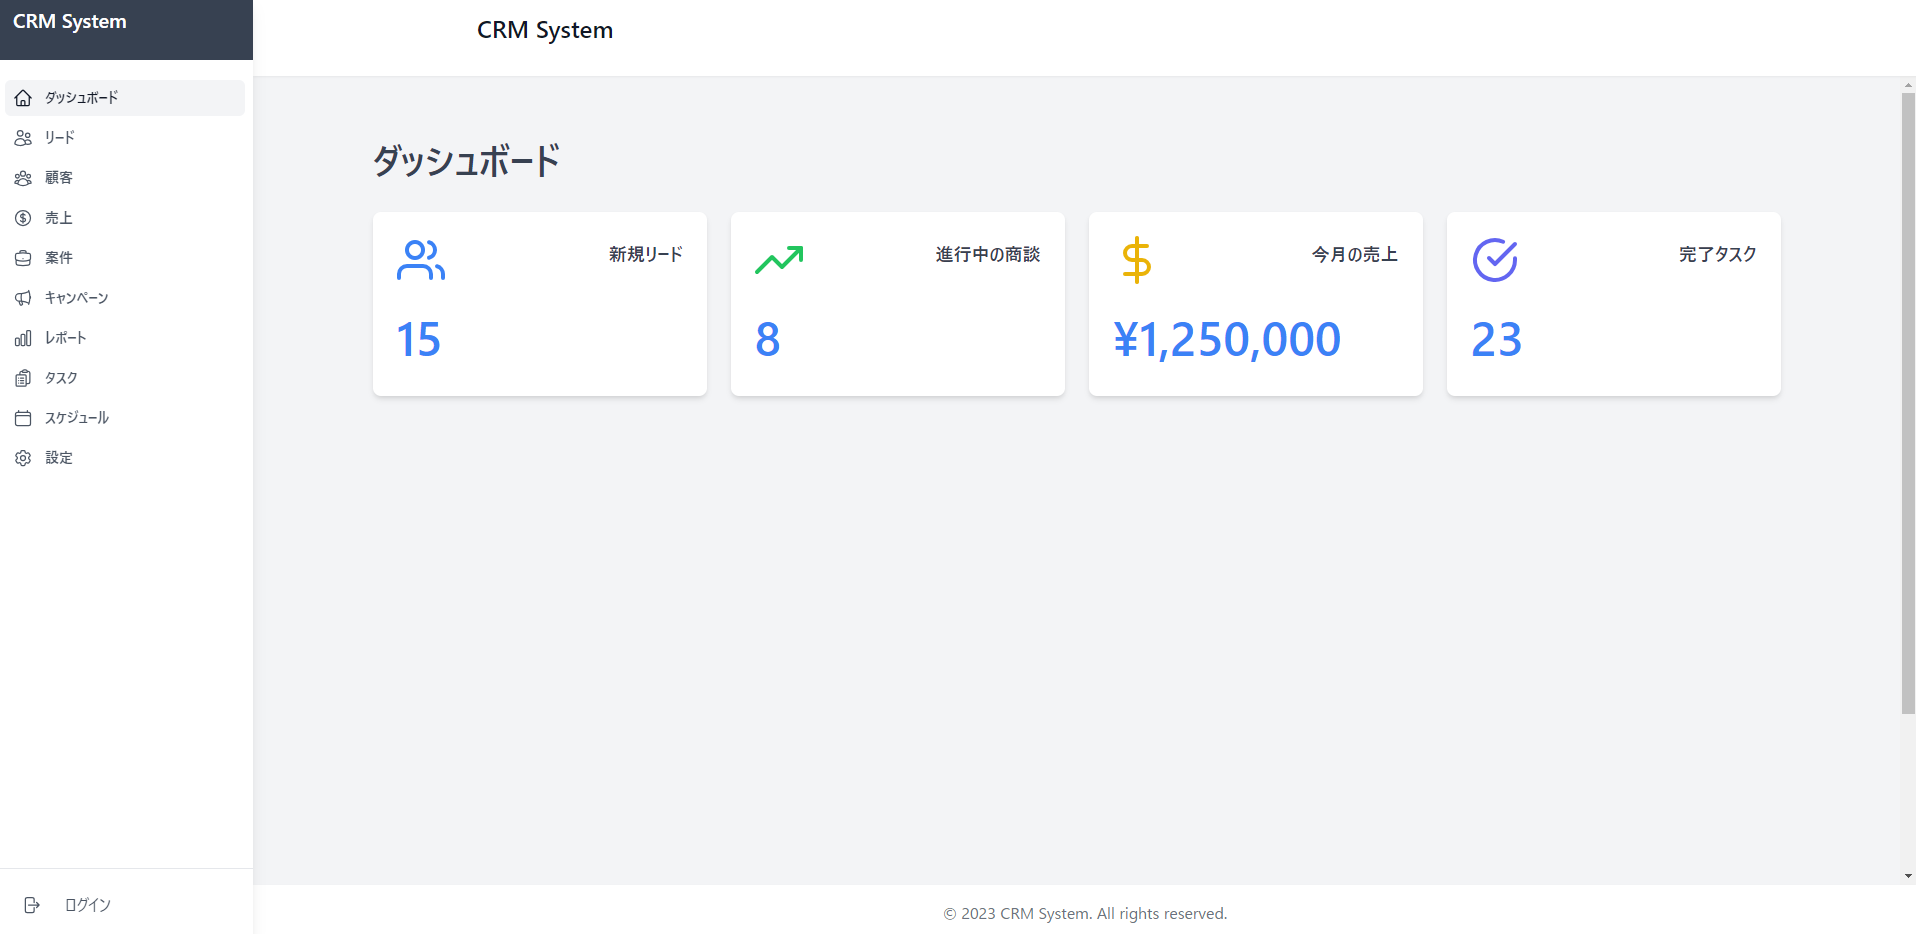 CRM System
CRM System
ダッシュボード
リード
顧客
売上
案件
キャンペーン
レポート
タスク
スケジュール
設定
ログイン
ダッシュボード
新規リード
15
進行中の商談
8
今月の売上
¥1,250,000
完了タスク
23
© 2023 CRM System. All rights reserved.